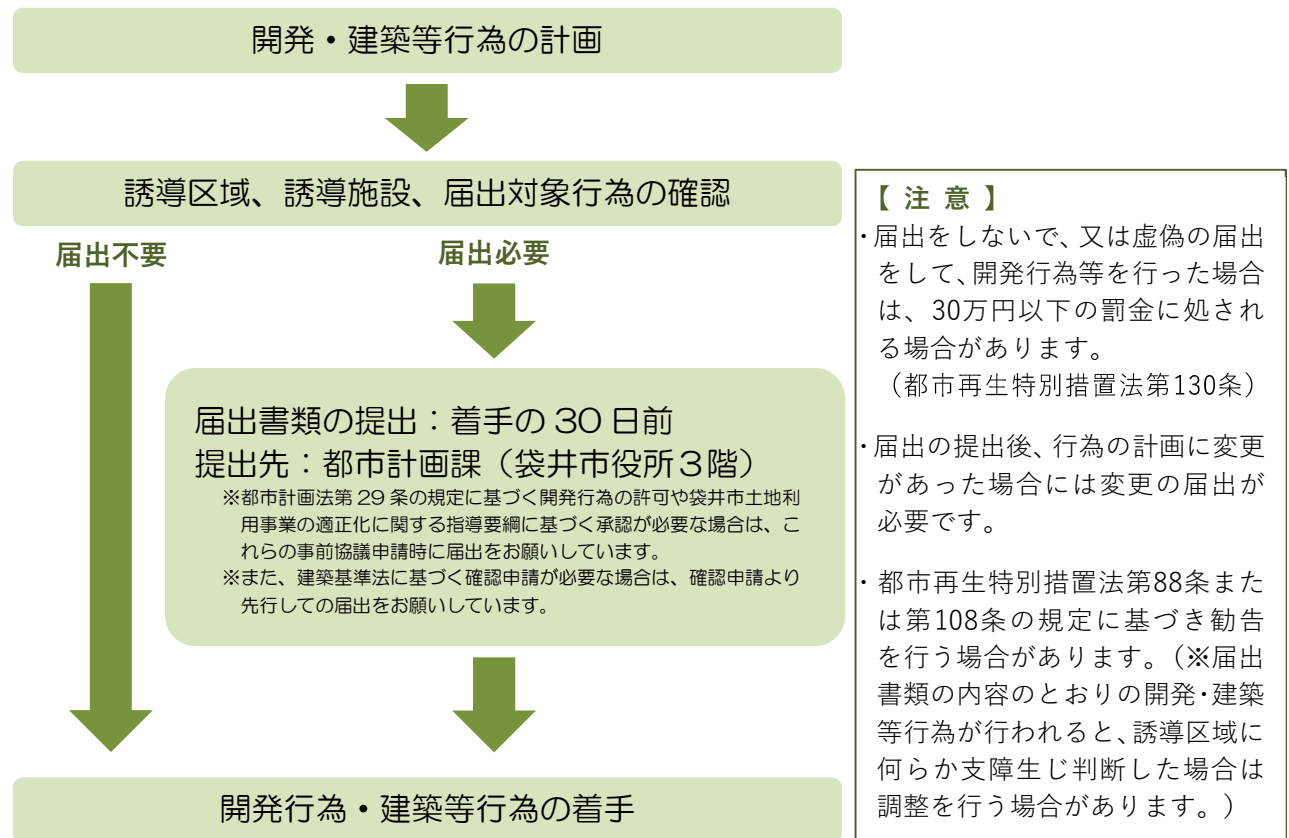 開発・建築等行為の計画
誘導区域、誘導施設、届出対象行為の確認
届出不要
届出必要
届出書類の提出：着手の 30 日前
提出先：都市計画課（袋井市役所３階）
※都市計画法第 29 条の規定に基づく開発行為の許可や袋井市土地利
用事業の適正化に関する指導要綱に基づく承認が必要な場合は、こ
れらの事前協議申請時に届出をお願いしています。
※また、建築基準法に基づく確認申請が必要な場合は、確認申請より
先行しての届出をお願いしています。
開発行為・建築等行為の着手
【 注 意 】
・届出をしないで、又は虚偽の届出
をして、開発行為等を行った場合
は、30万円以下の罰金に処され
る場合があります。
（都市再生特別措置法第130条）
・届出の提出後、行為の計画に変更
があった場合には変更の届出が
必要です。
・都市再生特別措置法第88条また
は第108条の規定に基づき勧告
を行う場合があります。（※届出
書類の内容のとおりの開発・建築
等行為が行われると、誘導区域に
何らか支障生じ判断した場合は
調整を行う場合があります。）